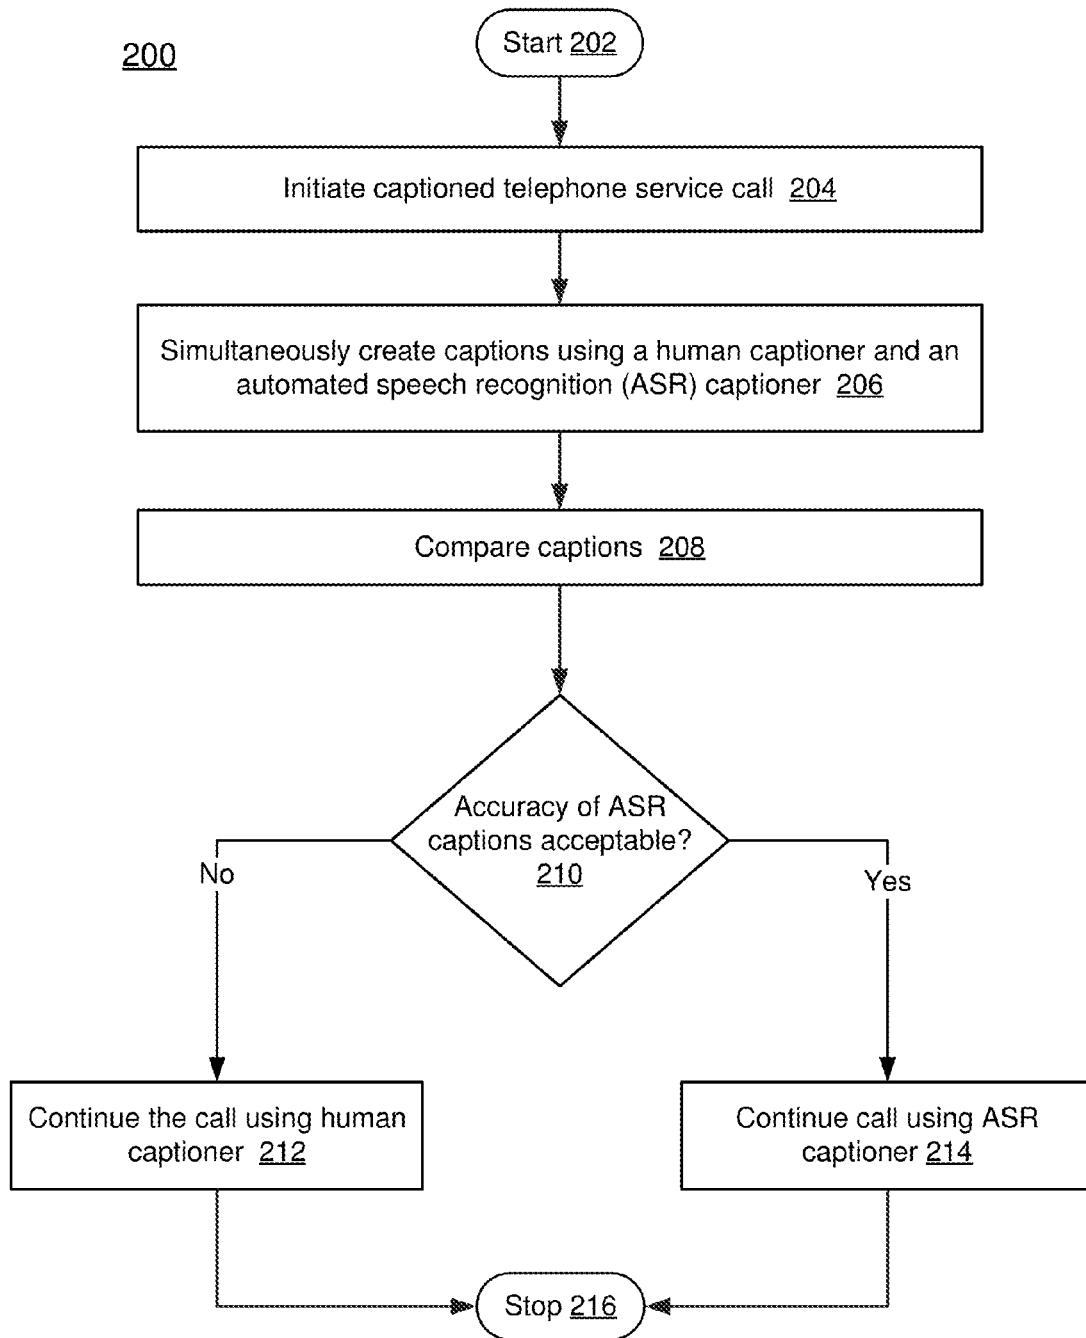 200
Start 202
Initiate captioned telephone service call 204
Simultaneously create captions using a human captioner and an
automated speech recognition (ASR) captioner 206
Compare captions 208
Accuracy of ASR
captions acceptable?
210
No
Yes
Continue the call using human
captioner 212
Continue call using ASR
captioner 214
Stop 216